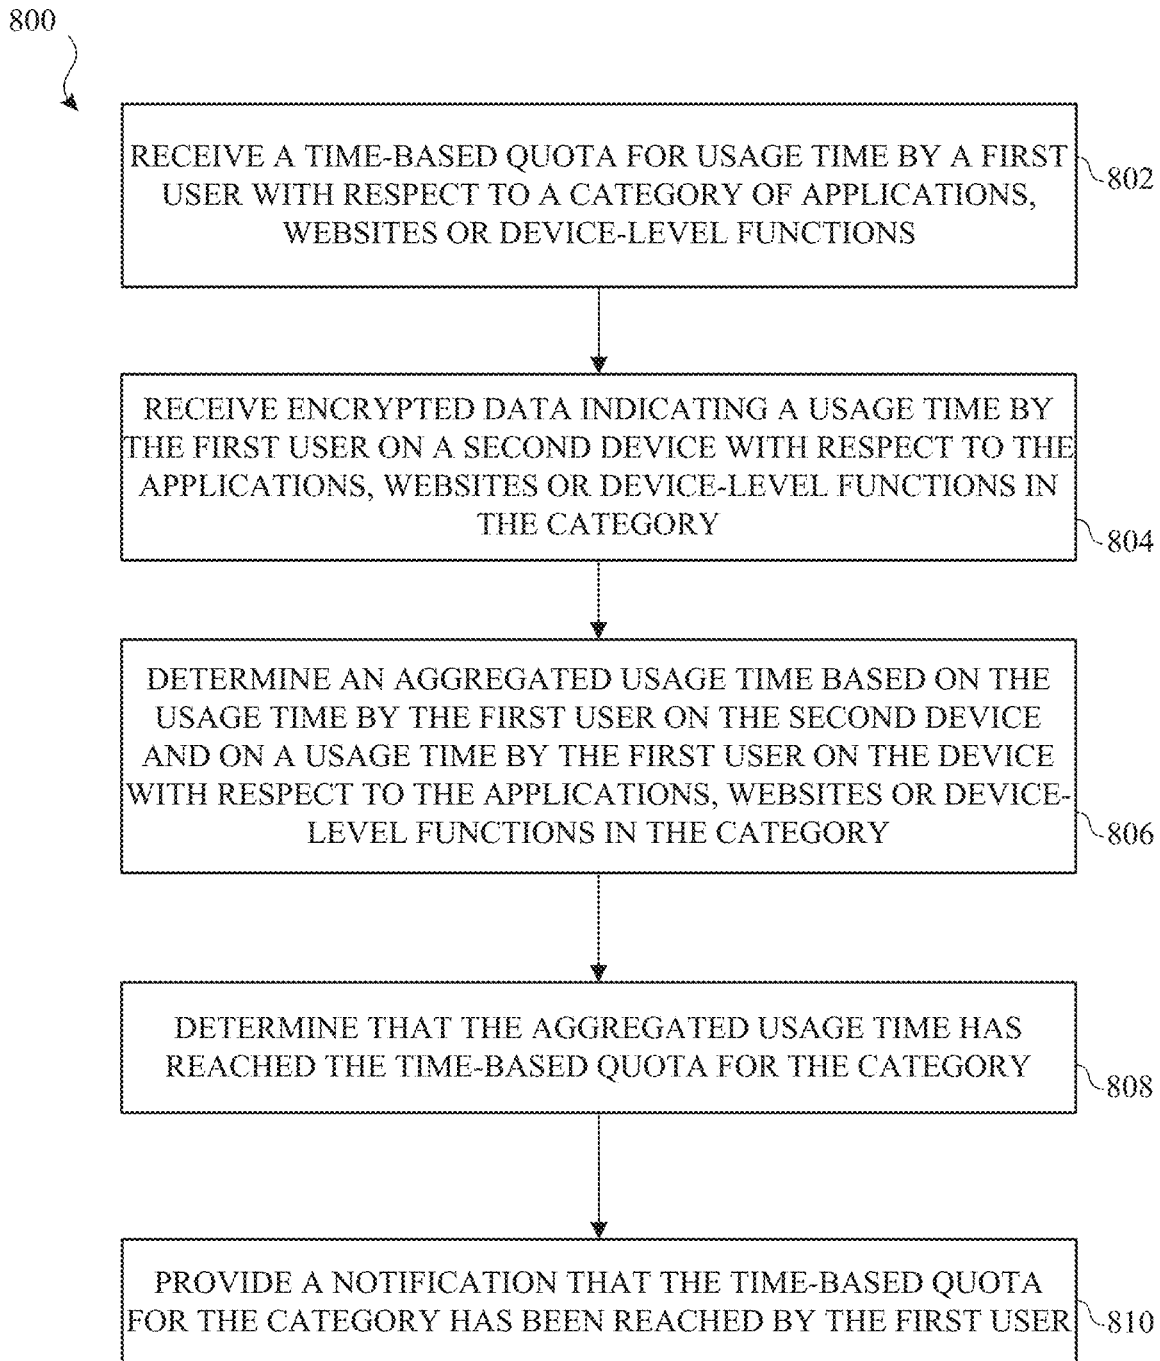 800
RECEIVE A TIME-BASED QUOTA FOR USAGE TIME BY A FIRST
USER WITH RESPECT TO A CATEGORY OF APPLICATIONS,
WEBSITES OR DEVICE-LEVEL FUNCTIONS
802
RECEIVE ENCRYPTED DATA INDICATING A USAGE TIME BY
THE FIRST USER ON A SECOND DEVICE WITH RESPECT TO THE
APPLICATIONS, WEBSITES OR DEVICE-LEVEL FUNCTIONS IN
THE CATEGORY
804
DETERMINE AN AGGREGATED USAGE TIME BASED ON THE
USAGE TIME BY THE FIRST USER ON THE SECOND DEVICE
AND ON A USAGE TIME BY THE FIRST USER ON THE DEVICE
WITH RESPECT TO THE APPLICATIONS, WEBSITES OR DEVICE-
LEVEL FUNCTIONS IN THE CATEGORY
806
DETERMINE THAT THE AGGREGATED USAGE TIME HAS
REACHED THE TIME-BASED QUOTA FOR THE CATEGORY
808
PROVIDE A NOTIFICATION THAT THE TIME-BASED QUOTA
FOR THE CATEGORY HAS BEEN REACHED BY THE FIRST USER
810